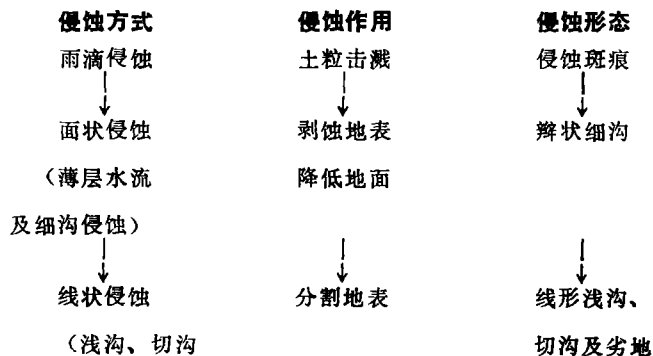 侵蚀方式 侵蚀作用 侵蚀形态
雨滴侵蚀 土粒击溅 侵蚀斑痕
面状侵蚀 剥蚀地表 辫状细沟
（薄层水流 降低地面
及细沟侵蚀）
线状侵蚀 分割地表 线形浅沟、
（浅沟、切沟 切沟及劣地